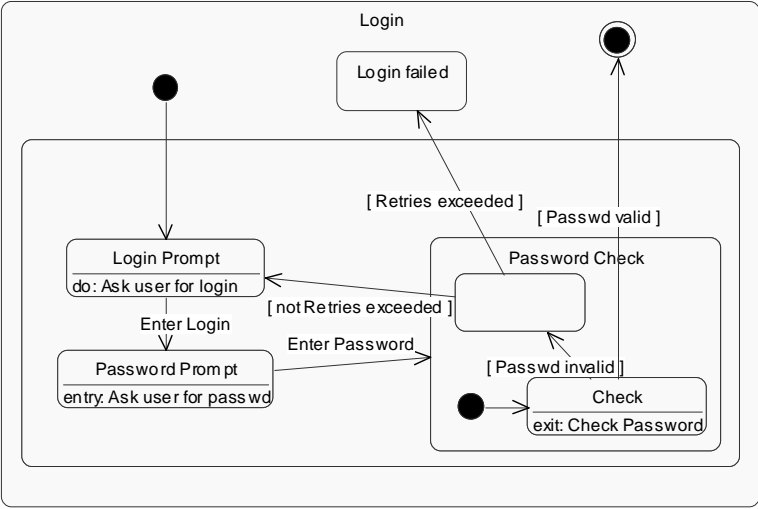 Login
Login failed
[ Retries exceeded ]
[ Passwd valid ]
Login Prompt
do: Ask user for login
Password Check
[ not Retries exceeded ]
Enter Login
Enter Password
Password Prompt
entry: Ask user for passwd
[ Passwd invalid ]
Check
exit: Check Password